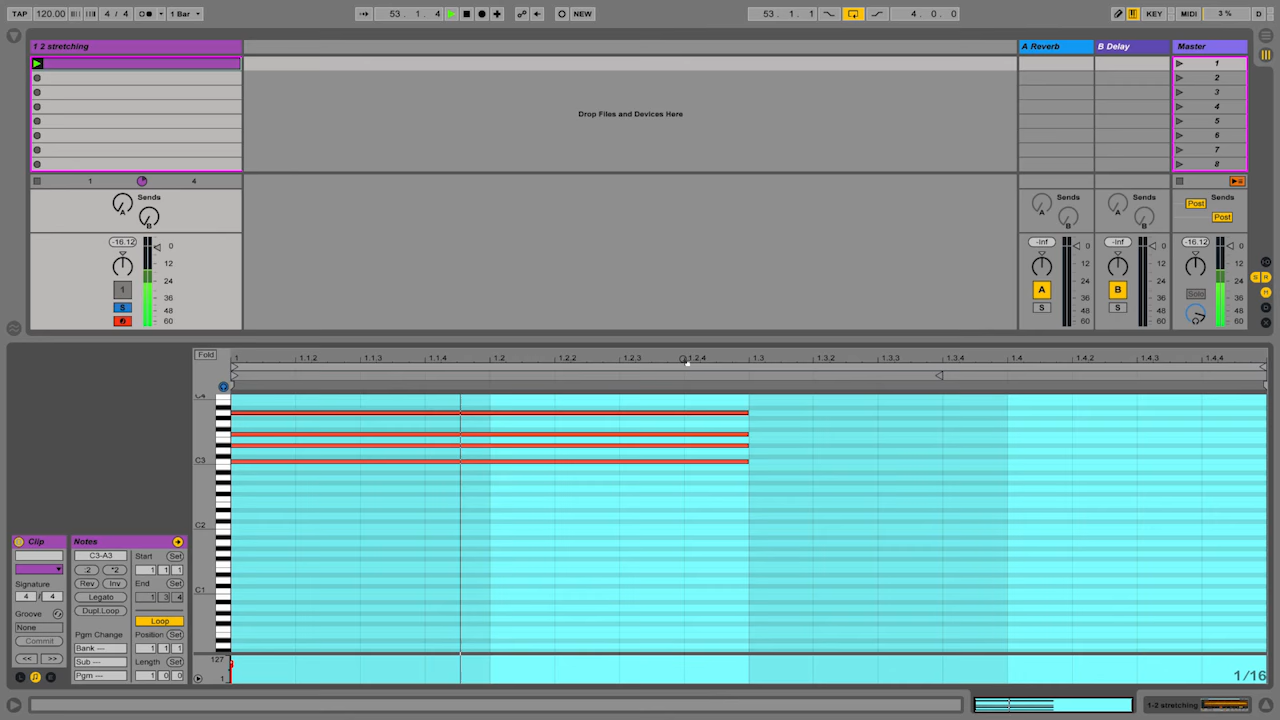 TAP 120.00 4 / 4 1 Bar 53. 1. 4 NEW 53. 1. 1 4. 0. 0 KEY MIDI 3 % D
1 2 stretching A Reverb B Delay Master
1
2
3
Drop Files and Devices Here
4
5
6
7
8
1 4
Sends Sends Sends Sends
A B A B A B Post Post
-16.12 0 -Inf 0 -Inf 0 -16.12 0
12 12 12 12
24 24 24 24
1 A B Solo
36 36 36 36
S S S
48 48 48 48
60 60 60 60
S R
Fold 1 1.1.2 1.1.3 1.1.4 1.2 1.2.2 1.2.3 1.2.4 1.3 1.3.2 1.3.3 1.3.4 1.4 1.4.2 1.4.3 1.4.4
C4
C3
C2
C1
127
1
1/16
Clip Notes
C3-A3 Start Set
:2 *2 1 1 1
Signature Rev Inv End Set
4 / 4 Legato 1 3 4
Groove Dupl.Loop
None Loop
Commit Pgm Change Position Set
Bank --- 1 1 1
<< >> Sub --- Length Set
L E Pgm --- 1 0 0
1-2 stretching